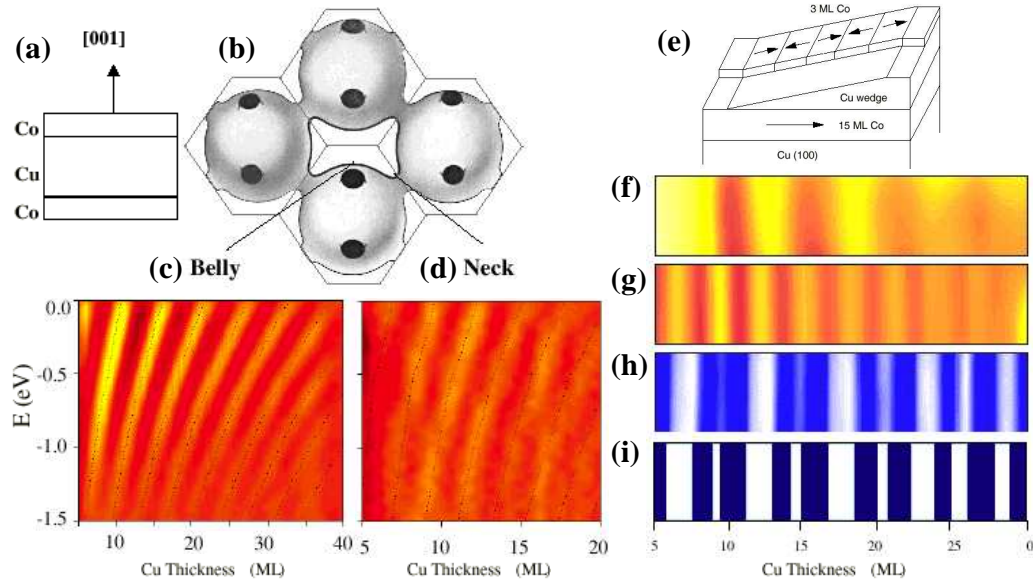 (a)
[001]
Co
Cu
Co
(b)
(c) Belly
(d) Neck
E (eV)
0.0
-0.5
-1.0
-1.5
10
20
30
40
Cu Thickness (ML)
5
10
15
20
Cu Thickness (ML)
(e)
3 ML Co
Cu wedge
15 ML Co
Cu (100)
(f)
(g)
(h)
(i)
5
10
15
20
25
0
Cu Thickness (ML)